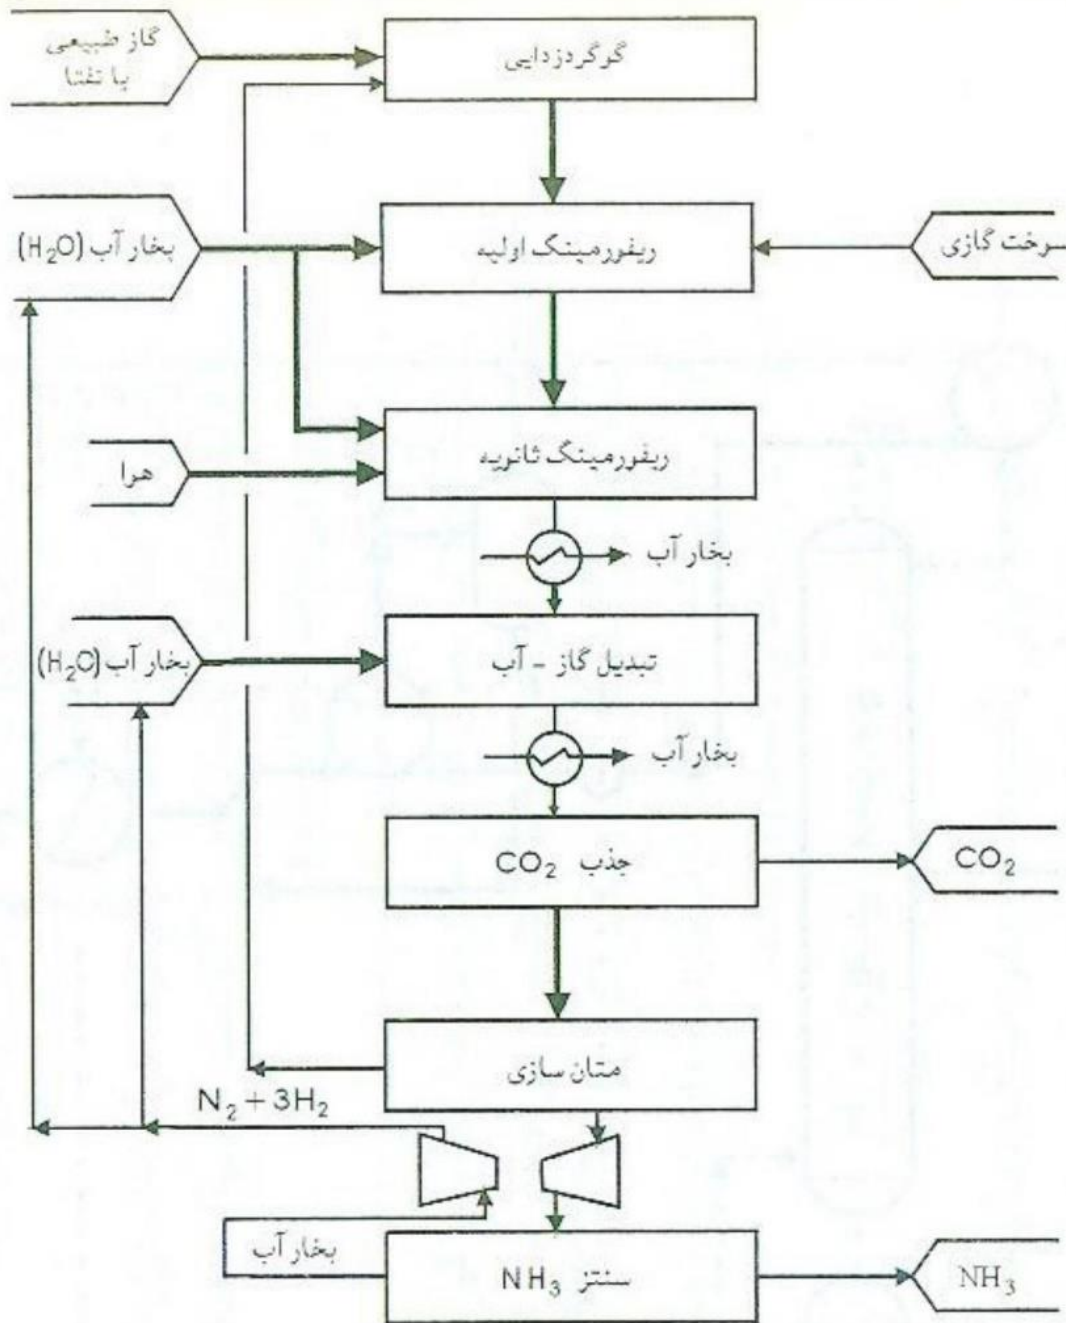 گاز طبیعی
یا نفتا
گوگردزدایی
بخار آب (H₂O)
ریفورمینگ اولیه
سوخت گازی
ریفورمینگ ثانویه
هوا
بخار آب
بخار آب (H₂O)
تبدیل گاز - آب
بخار آب
جذب CO₂
CO₂
متان سازی
N₂ + 3H₂
بخار آب
سنتز NH₃
NH₃